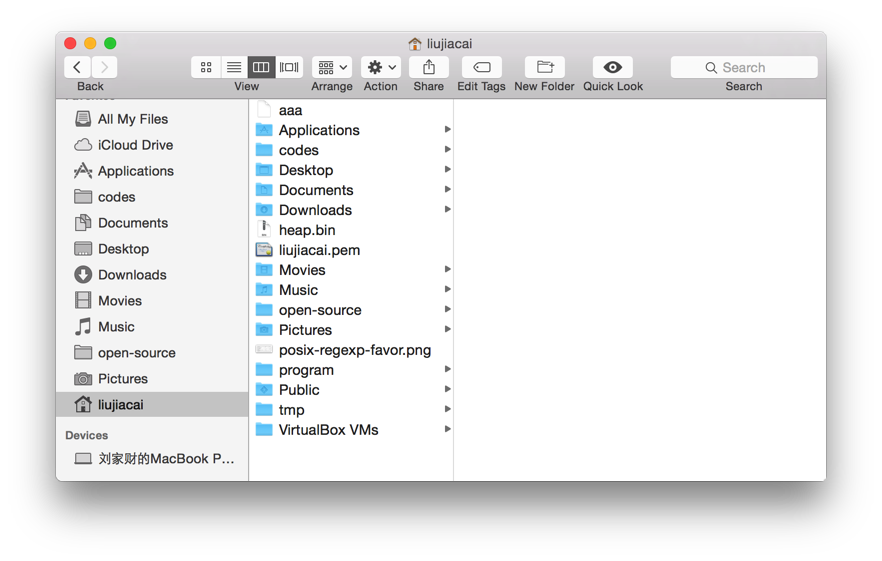 liujiacai
Back
View
Arrange
Action
Share
Edit Tags
New Folder
Quick Look
Search
Search
All My Files
iCloud Drive
Applications
codes
Documents
Desktop
Downloads
Movies
Music
open-source
Pictures
liujiacai
Devices
刘家财的MacBook P...
aaa
Applications
codes
Desktop
Documents
Downloads
heap.bin
liujiacai.pem
Movies
Music
open-source
Pictures
posix-regexp-favor.png
program
Public
tmp
VirtualBox VMs